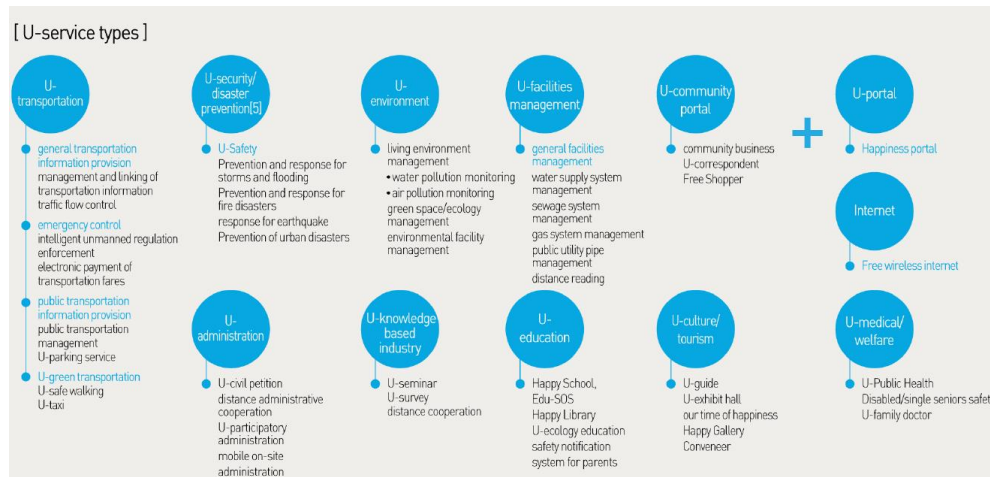 [ U-service types ]
U-
transportation
general transportation
information provision
management and linking of
transportation information
traffic flow control
emergency control
intelligent unmanned regulation
enforcement
electronic payment of
transportation fares
public transportation
information provision
public transportation
management
U-parking service
U-green transportation
U-safe walking
U-taxi
U-security/
disaster
prevention[5]
U-Safety
Prevention and response for
storms and flooding
Prevention and response for
fire disasters
response for earthquake
Prevention of urban disasters
U-
environment
living environment
management
•water pollution monitoring
•air pollution monitoring
green space/ecology
management
environmental facility
management
U-facilities
management
general facilities
management
water supply system
management
sewage system
management
gas system management
public utility pipe
management
distance reading
U-community
portal
community business
U-correspondent
Free Shopper
+
U-portal
Happiness portal
Internet
Free wireless internet
U-
administration
U-civil petition
distance administrative
cooperation
U-participatory
administration
mobile on-site
administration
U-knowledge
based
industry
U-seminar
U-survey
distance cooperation
U-
education
Happy School,
Edu-SOS
Happy Library
U-ecology education
safety notification
system for parents
U-culture/
tourism
U-guide
U-exhibit hall
our time of happiness
Happy Gallery
Conveneer
U-medical/
welfare
U-Public Health
Disabled/single seniors safet
U-family doctor